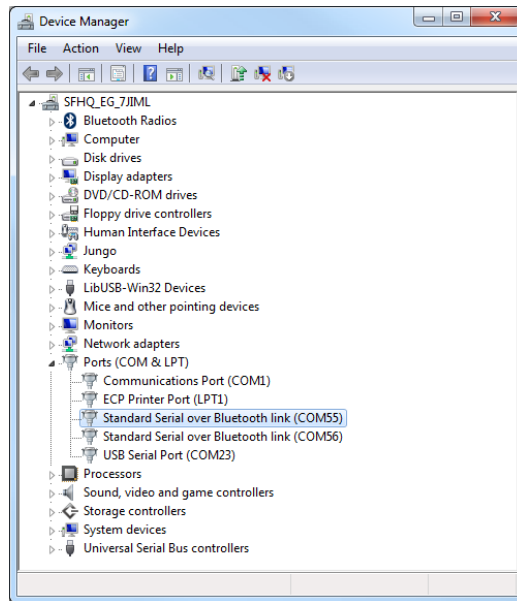 Device Manager
File Action View Help
SFHQ_EG_7JIML
Bluetooth Radios
Computer
Disk drives
Display adapters
DVD/CD-ROM drives
Floppy drive controllers
Human Interface Devices
Jungo
Keyboards
LibUSB-Win32 Devices
Mice and other pointing devices
Monitors
Network adapters
Ports (COM & LPT)
Communications Port (COM1)
ECP Printer Port (LPT1)
Standard Serial over Bluetooth link (COM55)
Standard Serial over Bluetooth link (COM56)
USB Serial Port (COM23)
Processors
Sound, video and game controllers
Storage controllers
System devices
Universal Serial Bus controllers